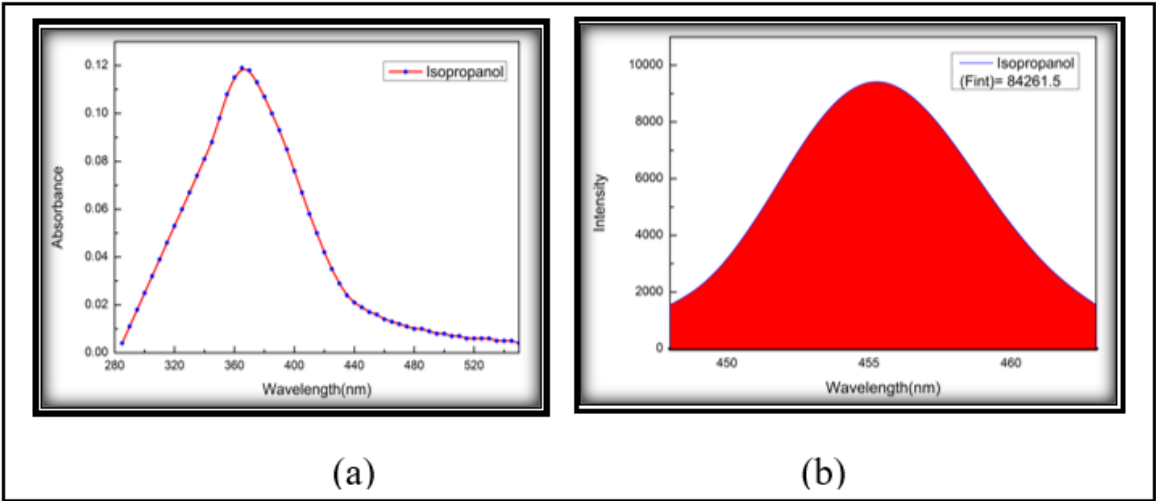 0.12
0.10
0.08
0.06
0.04
0.02
0.00
280
320
360
400
440
480
520
Absorbance
Wavelength(nm)
Isopropanol
(a)
10000
8000
6000
4000
2000
0
450
455
460
Intensity
Wavelength(nm)
Isopropanol
(Fint)= 84261.5
(b)